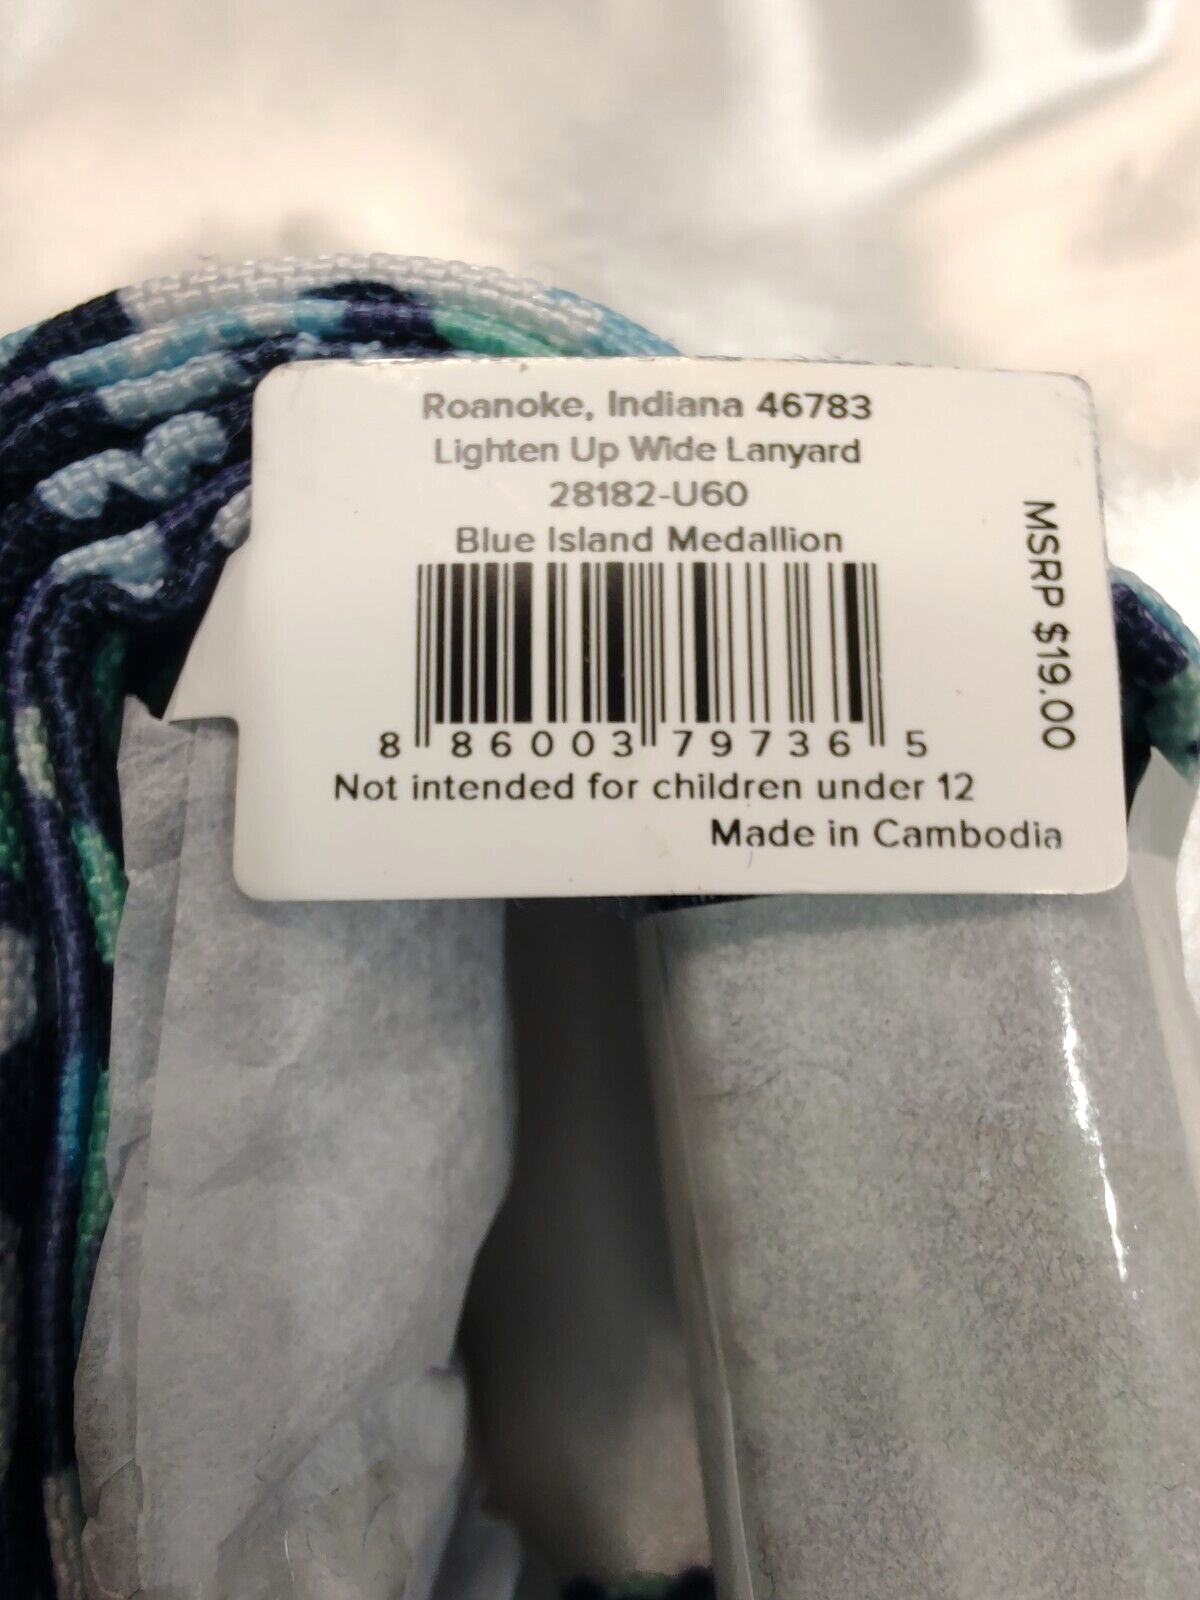 Roanoke, Indiana 46783
Lighten Up Wide Lanyard
28182-U60
Blue Island Medallion
8 86003 79736 5
Not intended for children under 12
Made in Cambodia
MSRP $19.00